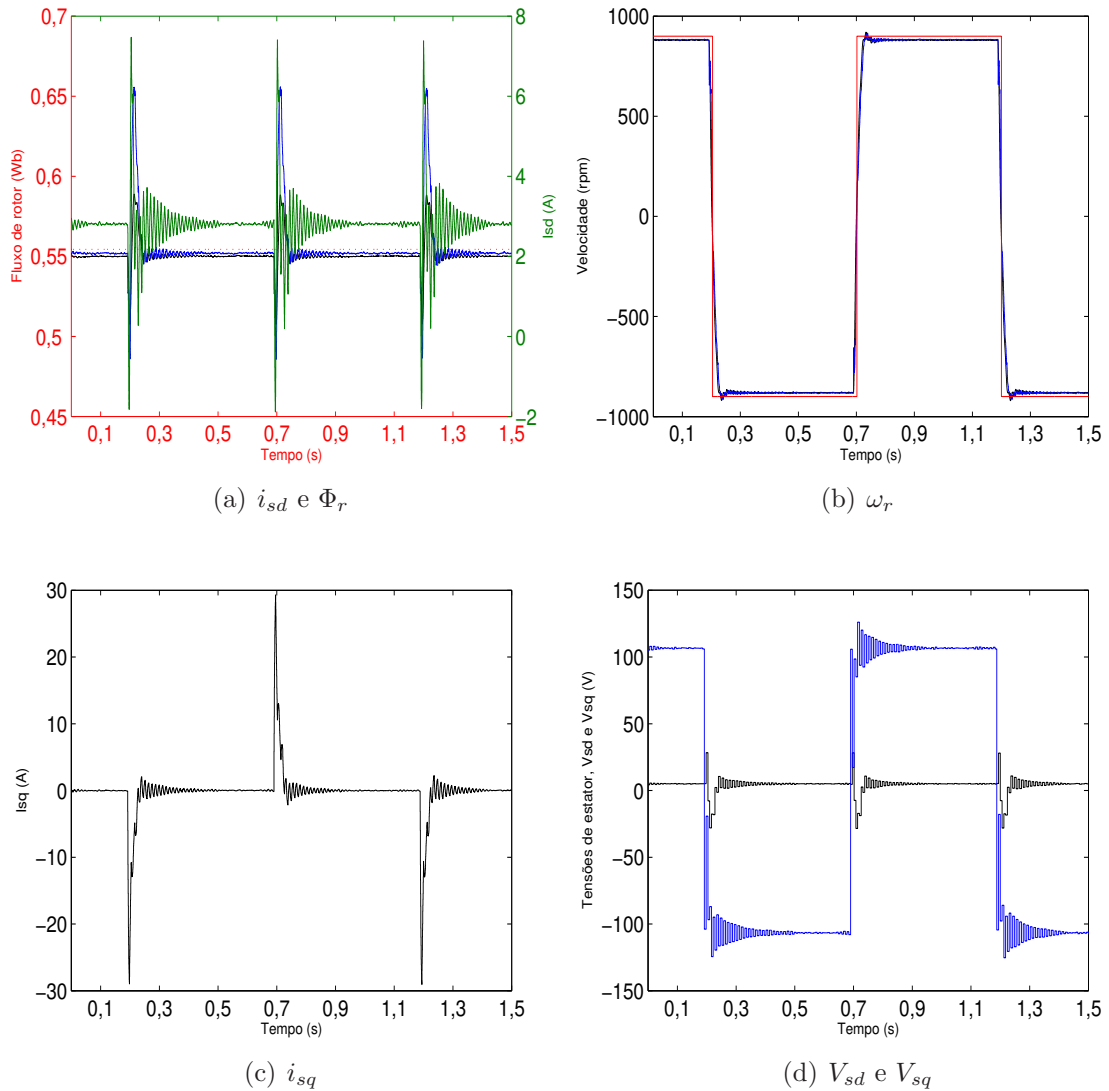 0,7
0,65
0,6
0,55
0,5
0,45
Fluxo de rotor (Wb)
8
6
4
2
0
−2
Isd (A)
0,1 0,3 0,5 0,7 0,9 1,1 1,3 1,5
Tempo (s)
(a) i_sd e Φ_r
1000
500
0
−500
−1000
Velocidade (rpm)
0,1 0,3 0,5 0,7 0,9 1,1 1,3 1,5
Tempo (s)
(b) ω_r
30
20
10
0
−10
−20
−30
Isq (A)
0,1 0,3 0,5 0,7 0,9 1,1 1,3 1,5
Tempo (s)
(c) i_sq
150
100
50
0
−50
−100
−150
Tensões de estator, Vsd e Vsq (V)
0,1 0,3 0,5 0,7 0,9 1,1 1,3 1,5
Tempo (s)
(d) V_sd e V_sq